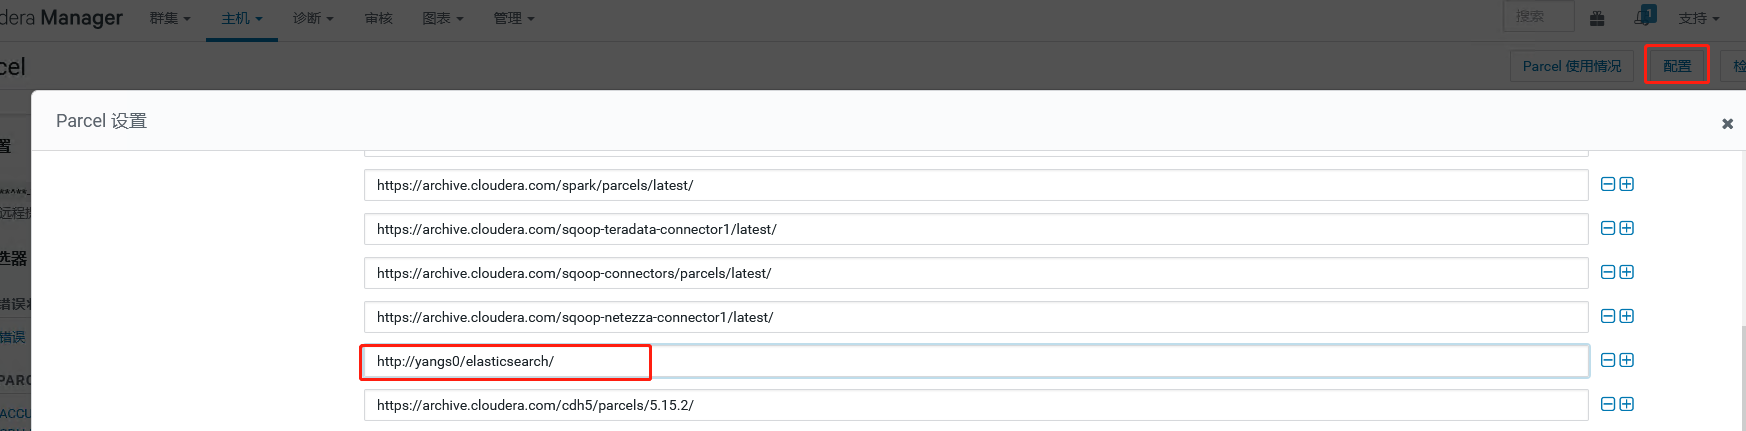 dera Manager 群集 主机 诊断 审核 图表 管理 搜索 1 支持
cel Parcel 使用情况 配置 检
Parcel 设置
置
https://archive.cloudera.com/spark/parcels/latest/
远程
https://archive.cloudera.com/sqoop-teradata-connector1/latest/
选器
https://archive.cloudera.com/sqoop-connectors/parcels/latest/
错误
https://archive.cloudera.com/sqoop-netezza-connector1/latest/
错误
http://yangs0/elasticsearch/
PARC
https://archive.cloudera.com/cdh5/parcels/5.15.2/
ACCU